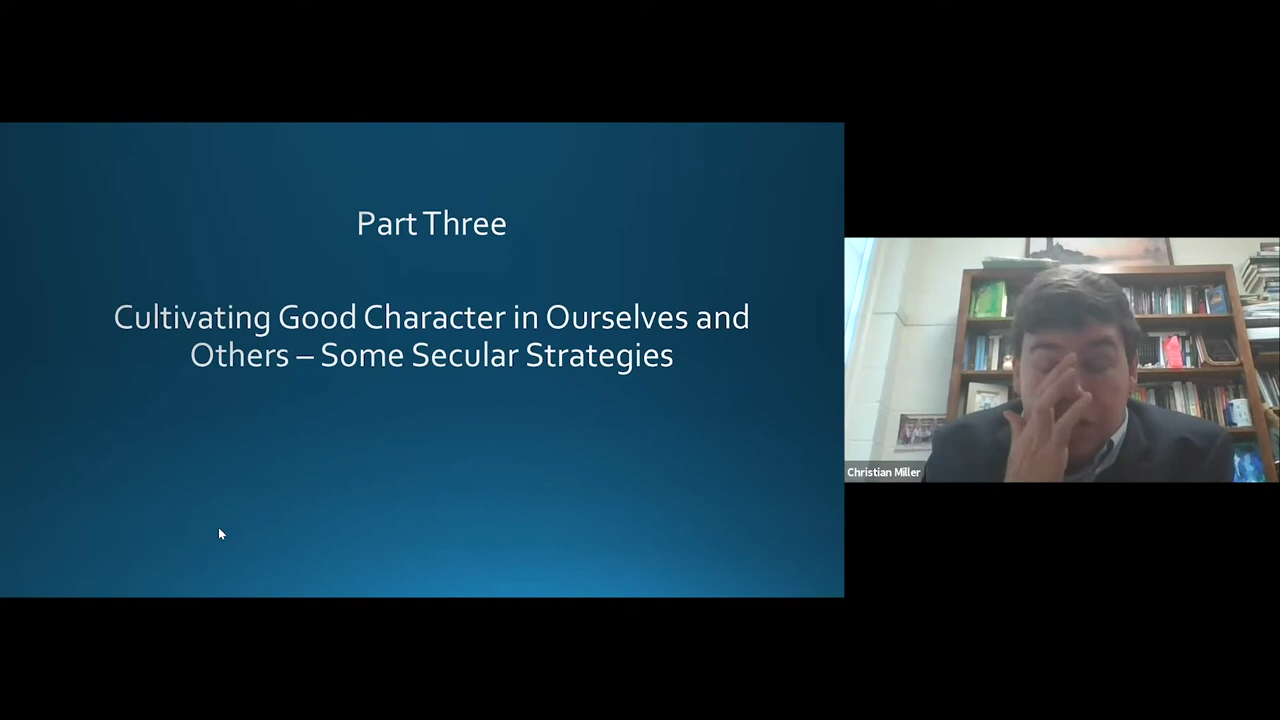 Part Three
Cultivating Good Character in Ourselves and
Others – Some Secular Strategies
Christian Miller